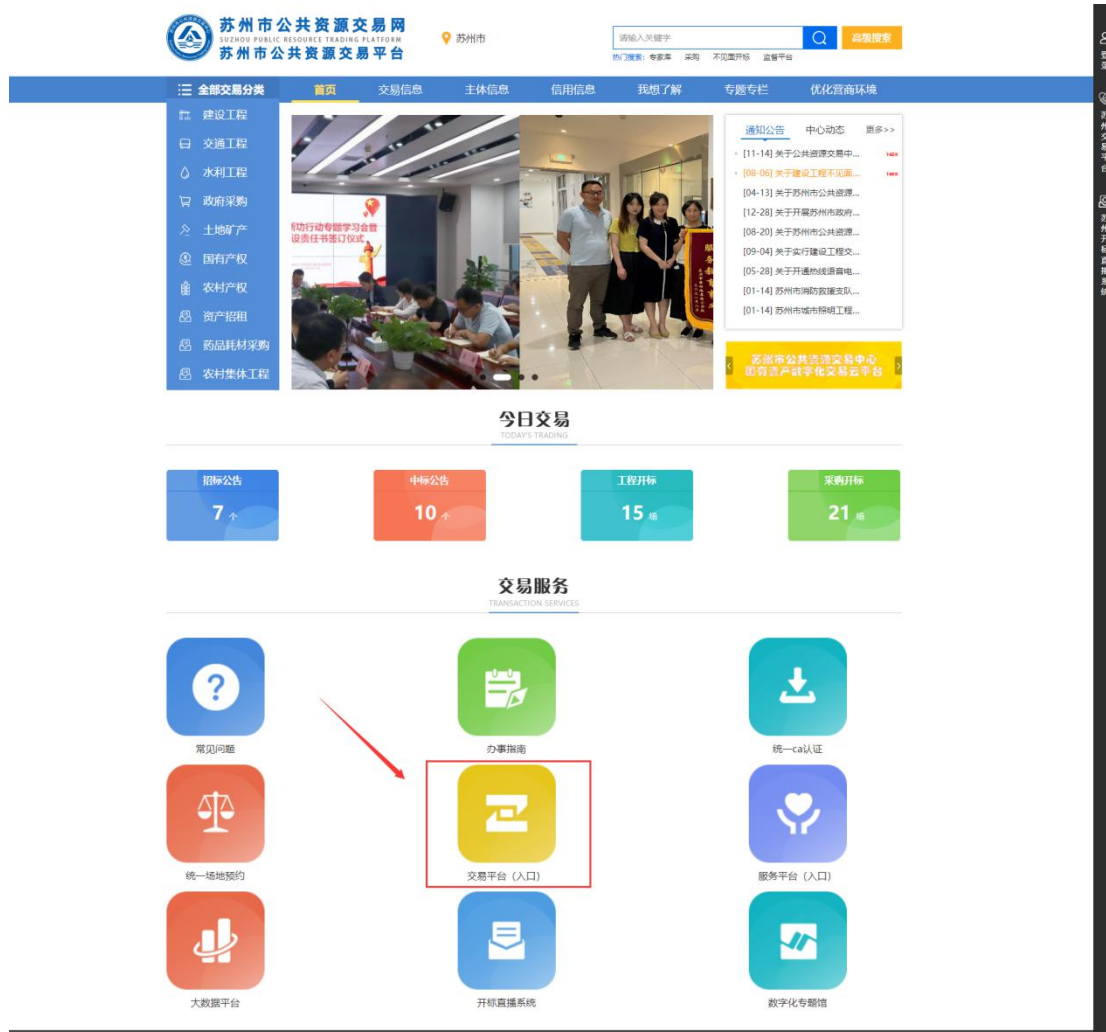 苏州市公共资源交易网
SUZHOU PUBLIC RESOURCE TRADING PLATFORM
苏州市公共资源交易平台
苏州市
请输入关键字
高级搜索
热门搜索: 专家库 采购 不见面开标 监督平台
全部交易分类 首页 交易信息 主体信息 信用信息 我想了解 专题专栏 优化营商环境
建设工程
交通工程
水利工程
政府采购
土地矿产
国有产权
农村产权
资产招租
药品耗材采购
农村集体工程
通知公告 中心动态 更多>>
[11-14] 关于公共资源交易中...
[08-06] 关于建设工程不见面...
[04-13] 关于苏州市公共资源...
[12-28] 关于开展苏州市政府...
[08-20] 关于苏州市公共资源...
[09-04] 关于实行建设工程交...
[05-28] 关于开通热线语音电...
[01-14] 苏州市消防救援支队...
[01-14] 苏州市城市照明工程...
苏州市公共资源交易中心
国有资产数字化交易云平台
今日交易
TODAY'S TRADING
招标公告
7 个
中标公告
10 个
工程开标
15 场
采购开标
21 场
交易服务
TRANSACTION SERVICES
常见问题
办事指南
统一ca认证
统一场地预约
交易平台（入口）
服务平台（入口）
大数据平台
开标直播系统
数字化专题馆
登录
苏州交易平台
苏州开标直播系统